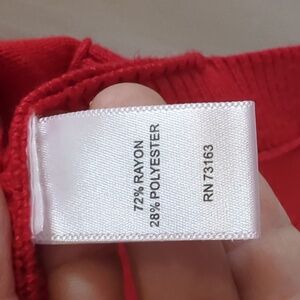 72% RAYON
28% POLYESTER
RN 73163